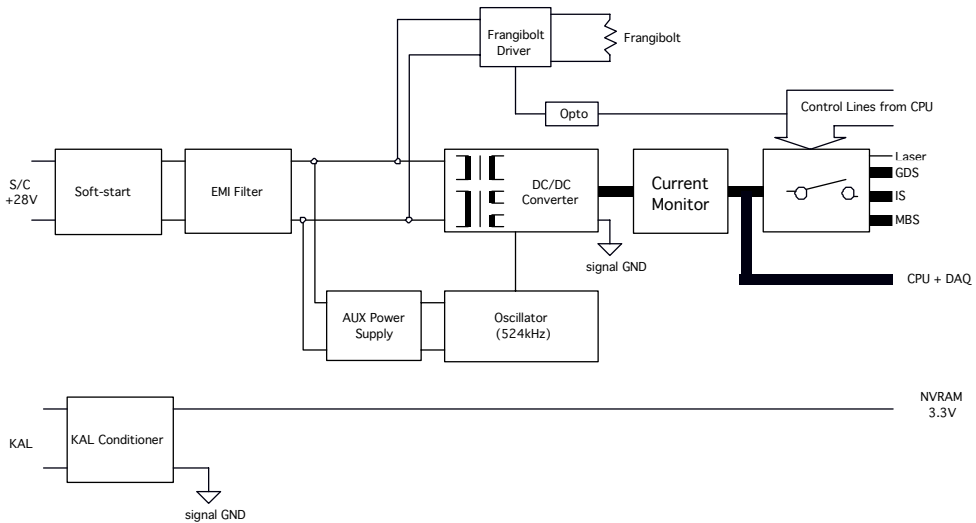 Frangibolt
Driver
Frangibolt
Opto
Control Lines from CPU
S/C
+28V
Soft-start
EMI Filter
DC/DC
Converter
Current
Monitor
Laser
GDS
IS
MBS
signal GND
CPU + DAQ
AUX Power
Supply
Oscillator
(524kHz)
NVRAM
3.3V
KAL
KAL Conditioner
signal GND